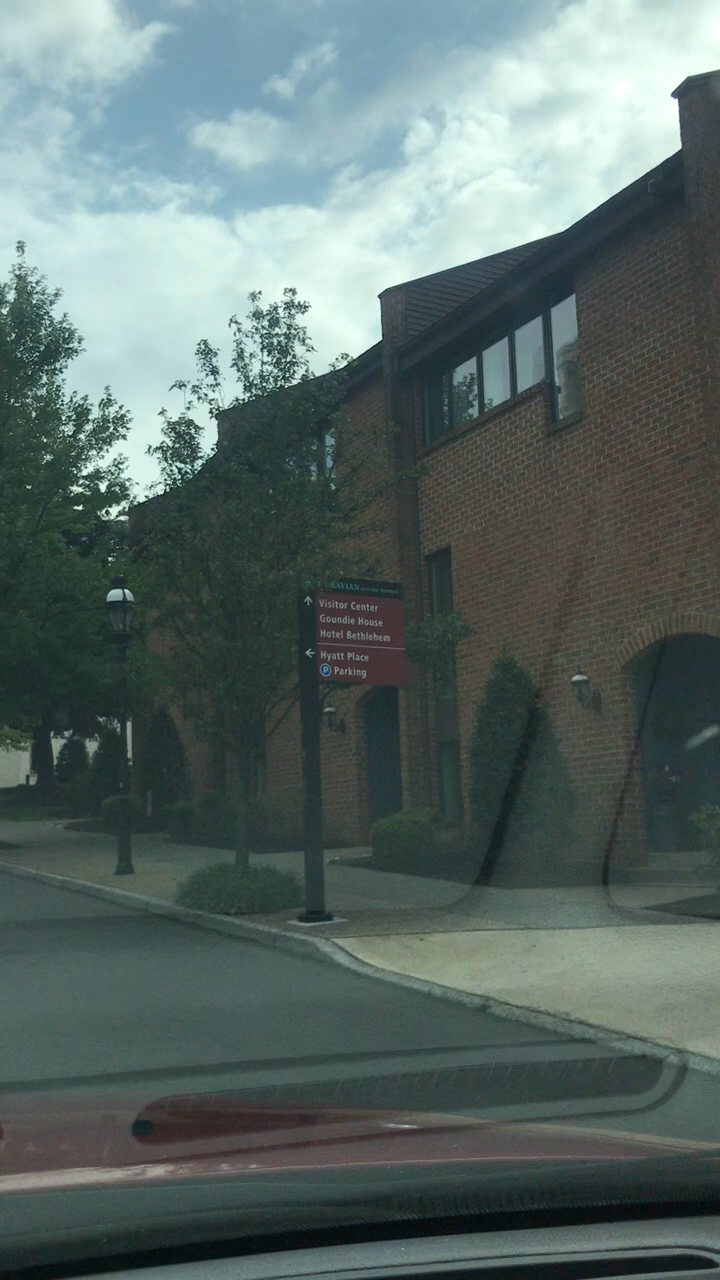 Visitor Center
Goundie House
Hotel Bethlehem
Hyatt Place
P Parking